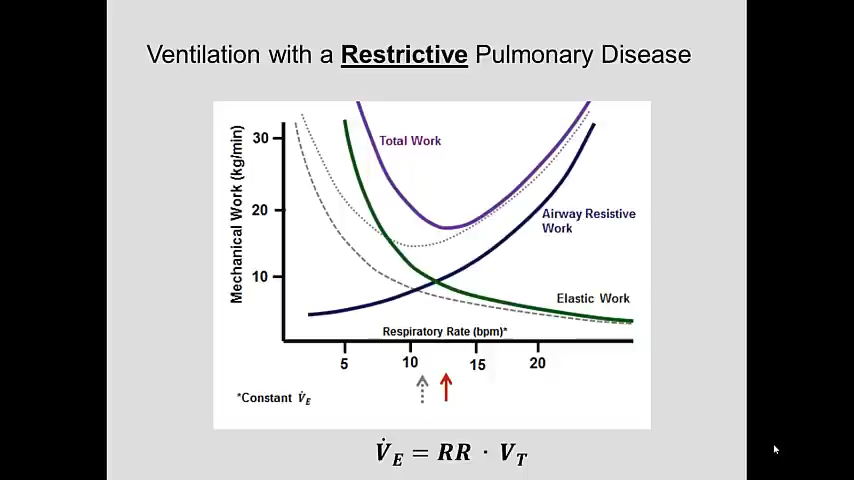 Ventilation with a Restrictive Pulmonary Disease
Mechanical Work (kg/min)
30
20
10
Total Work
Airway Resistive
Work
Elastic Work
Respiratory Rate (bpm)*
5
10
15
20
*Constant V̇E
V̇E = RR · VT